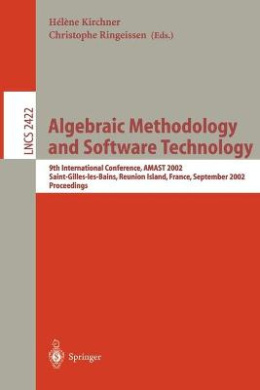 Hélène Kirchner
Christophe Ringeissen (Eds.)
LNCS 2422
Algebraic Methodology
and Software Technology
9th International Conference, AMAST 2002
Saint-Gilles-les-Bains, Reunion Island, France, September 2002
Proceedings
Springer